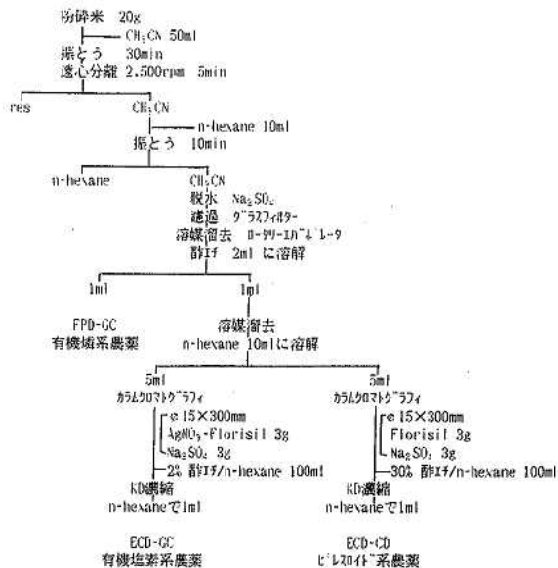 粉砕米 20g
CH₃CN 50ml
振とう 30min
遠心分離 2,500rpm 5min
res CH₃CN
n-hexane 10ml
振とう 10min
n-hexane CH₃CN
脱水 Na₂SO₄
濾過 ｸﾞﾗｽﾌｨﾙﾀｰ
溶媒溜去 ﾛｰﾀﾘｰｴﾊﾞﾎﾟﾚｰﾀ
酢ｴﾁ 2ml に溶解
1ml 1ml
FPD-GC 溶媒溜去
有機燐系農薬 n-hexane 10mlに溶解
5ml 5ml
ｶﾗﾑｸﾛﾏﾄｸﾞﾗﾌｨ ｶﾗﾑｸﾛﾏﾄｸﾞﾗﾌｨ
φ15×300mm φ15×300mm
AgNO₃-Florisil 3g Florisil 3g
Na₂SO₄ 3g Na₂SO₄ 3g
2% 酢ｴﾁ/n-hexane 100ml 30% 酢ｴﾁ/n-hexane 100ml
KD濃縮 KD濃縮
n-hexaneで1ml n-hexaneで1ml
ECD-GC ECD-CD
有機塩素系農薬 ﾋﾟﾚｽﾛｲﾄﾞ系農薬